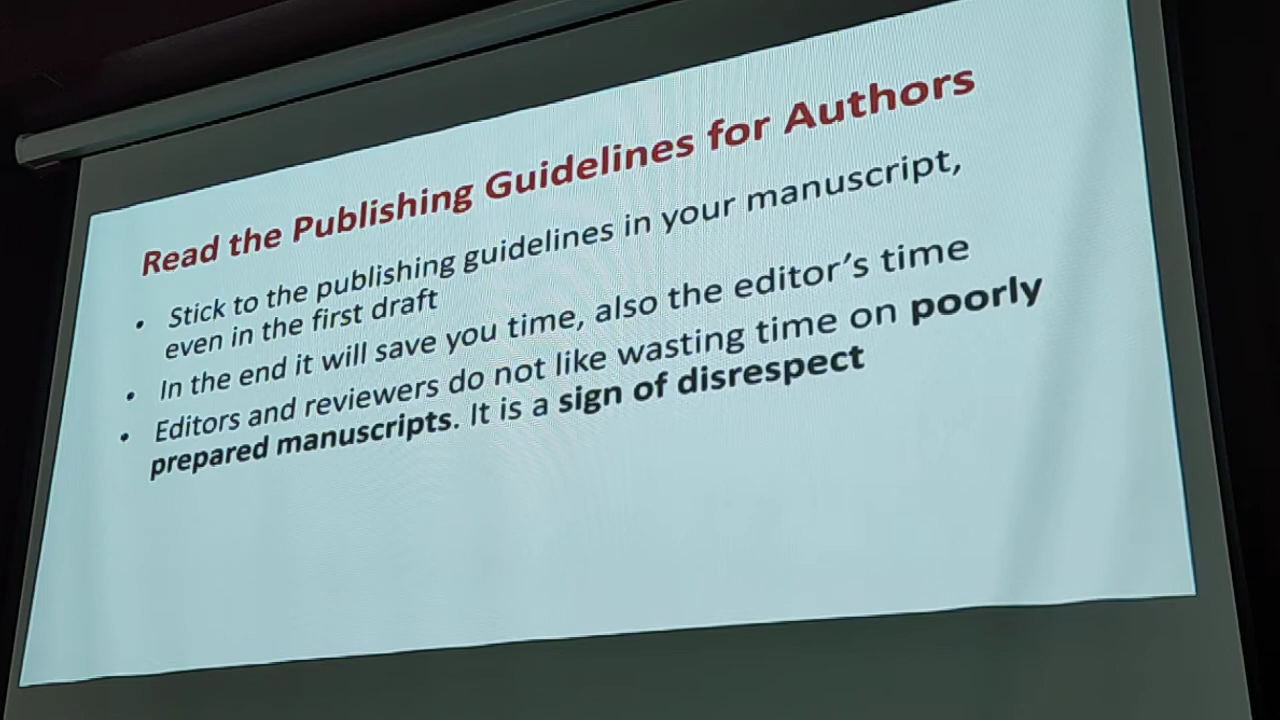 Read the Publishing Guidelines for Authors
• Stick to the publishing guidelines in your manuscript,
even in the first draft
• In the end it will save you time, also the editor's time
• Editors and reviewers do not like wasting time on poorly
prepared manuscripts. It is a sign of disrespect